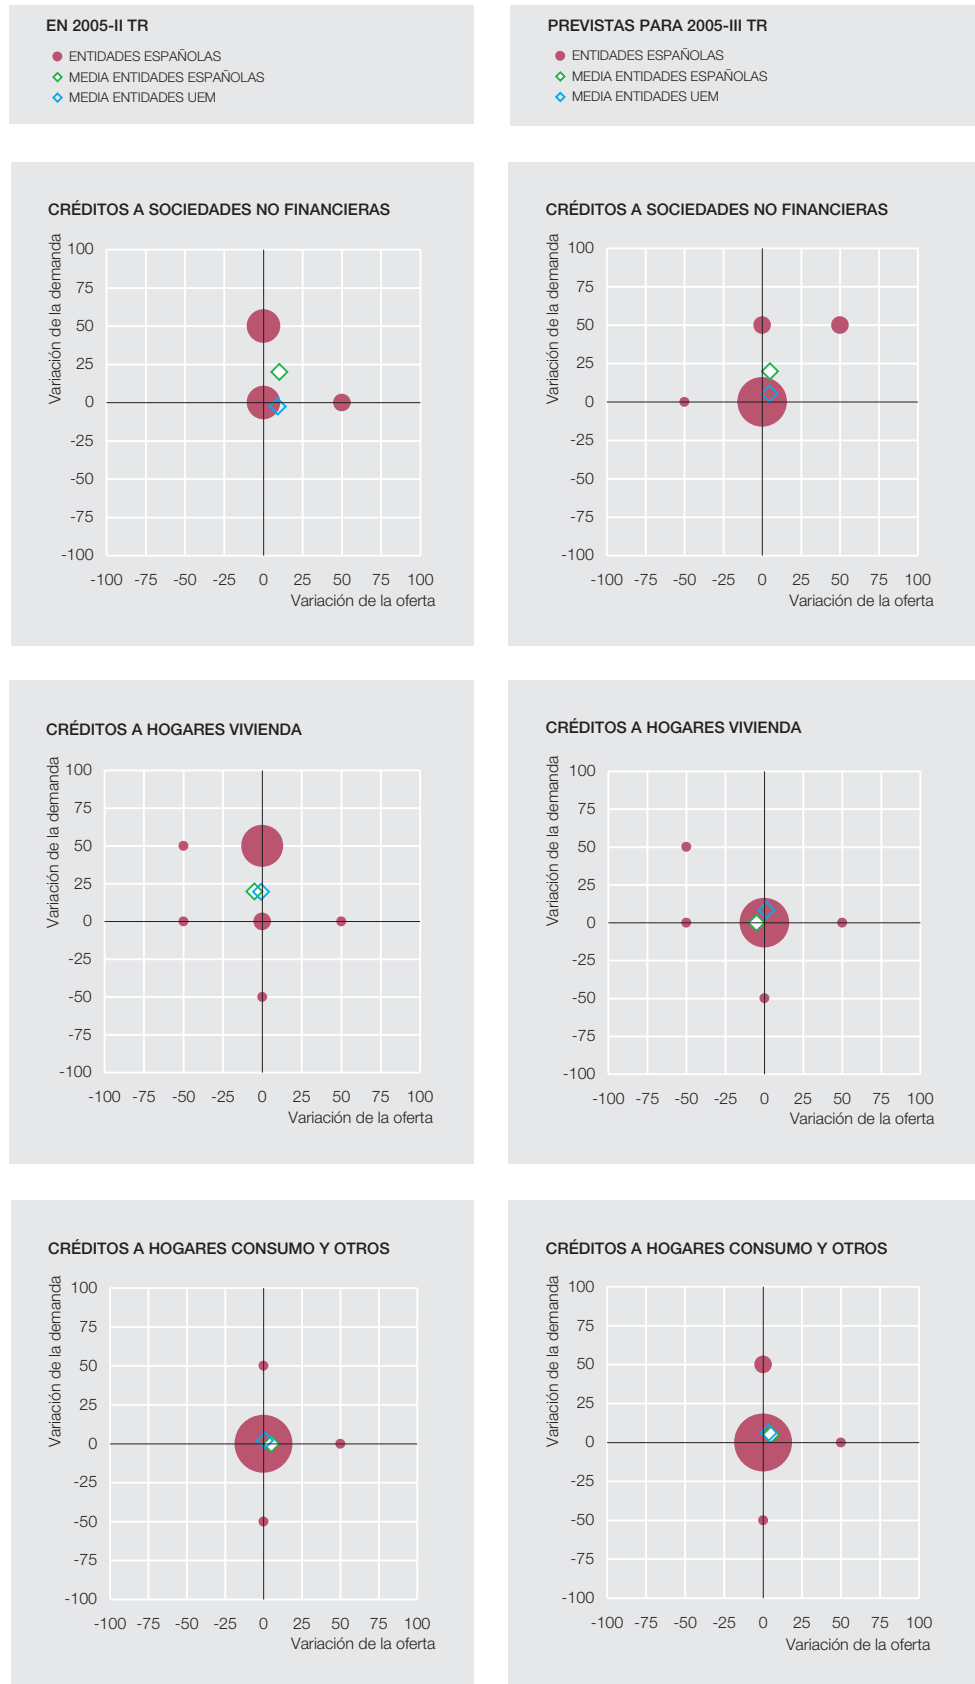 EN 2005-II TR
ENTIDADES ESPAÑOLAS
MEDIA ENTIDADES ESPAÑOLAS
MEDIA ENTIDADES UEM
PREVISTAS PARA 2005-III TR
ENTIDADES ESPAÑOLAS
MEDIA ENTIDADES ESPAÑOLAS
MEDIA ENTIDADES UEM
CRÉDITOS A SOCIEDADES NO FINANCIERAS
Variación de la demanda
100
75
50
25
0
-25
-50
-75
-100
-100 -75 -50 -25 0 25 50 75 100
Variación de la oferta
CRÉDITOS A SOCIEDADES NO FINANCIERAS
Variación de la demanda
100
75
50
25
0
-25
-50
-75
-100
-100 -75 -50 -25 0 25 50 75 100
Variación de la oferta
CRÉDITOS A HOGARES VIVIENDA
Variación de la demanda
100
75
50
25
0
-25
-50
-75
-100
-100 -75 -50 -25 0 25 50 75 100
Variación de la oferta
CRÉDITOS A HOGARES VIVIENDA
Variación de la demanda
100
75
50
25
0
-25
-50
-75
-100
-100 -75 -50 -25 0 25 50 75 100
Variación de la oferta
CRÉDITOS A HOGARES CONSUMO Y OTROS
Variación de la demanda
100
75
50
25
0
-25
-50
-75
-100
-100 -75 -50 -25 0 25 50 75 100
Variación de la oferta
CRÉDITOS A HOGARES CONSUMO Y OTROS
Variación de la demanda
100
75
50
25
0
-25
-50
-75
-100
-100 -75 -50 -25 0 25 50 75 100
Variación de la oferta